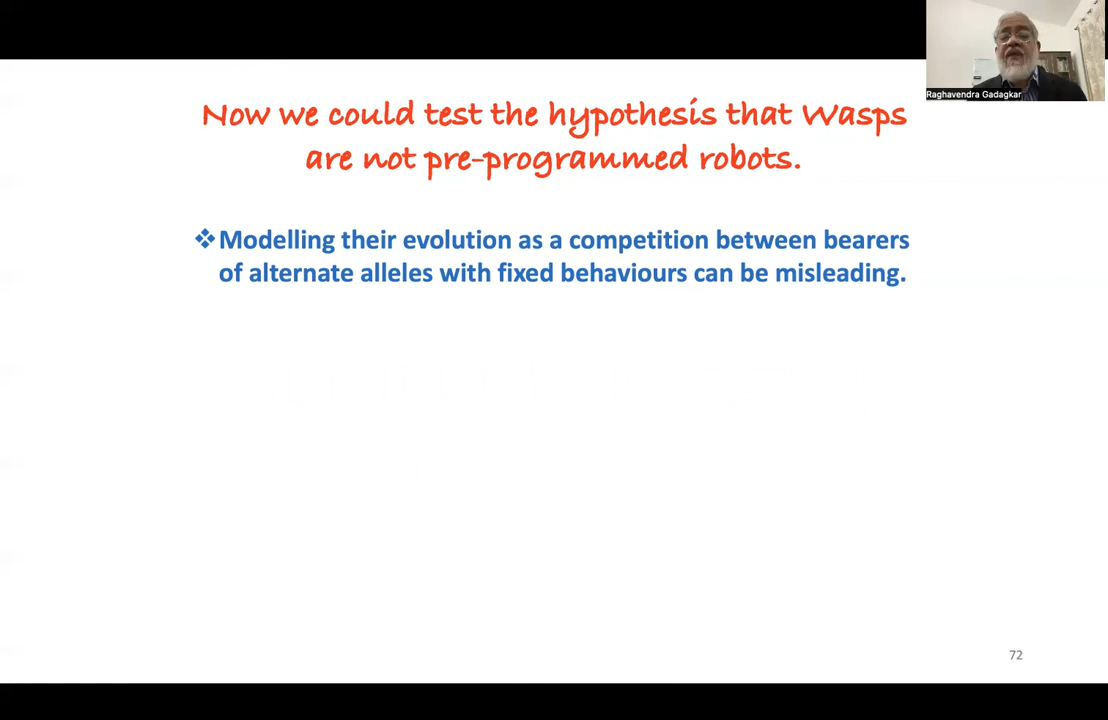 Raghavendra Gadagkar
Now we could test the hypothesis that Wasps
are not pre-programmed robots.
❖Modelling their evolution as a competition between bearers
of alternate alleles with fixed behaviours can be misleading.
72